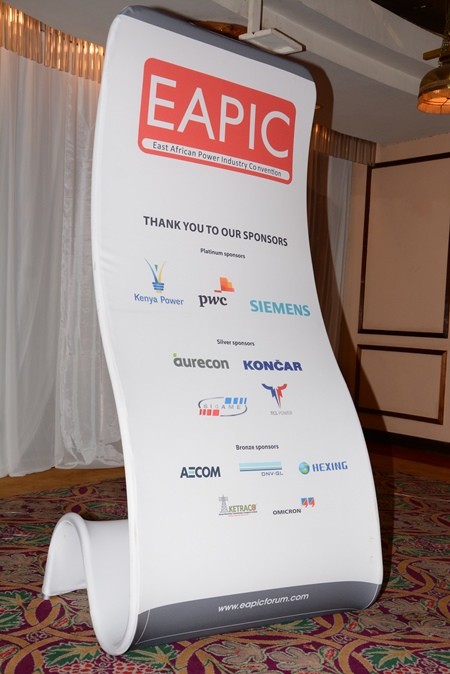 EAPIC
East African Power Industry Convention
THANK YOU TO OUR SPONSORS
Platinum sponsors
Kenya Power
pwc
SIEMENS
Silver sponsors
aurecon
KONČAR
Bronze sponsors
AECOM
DNV·GL
HEXING
KETRACO
OMICRON
www.eapicforum.com